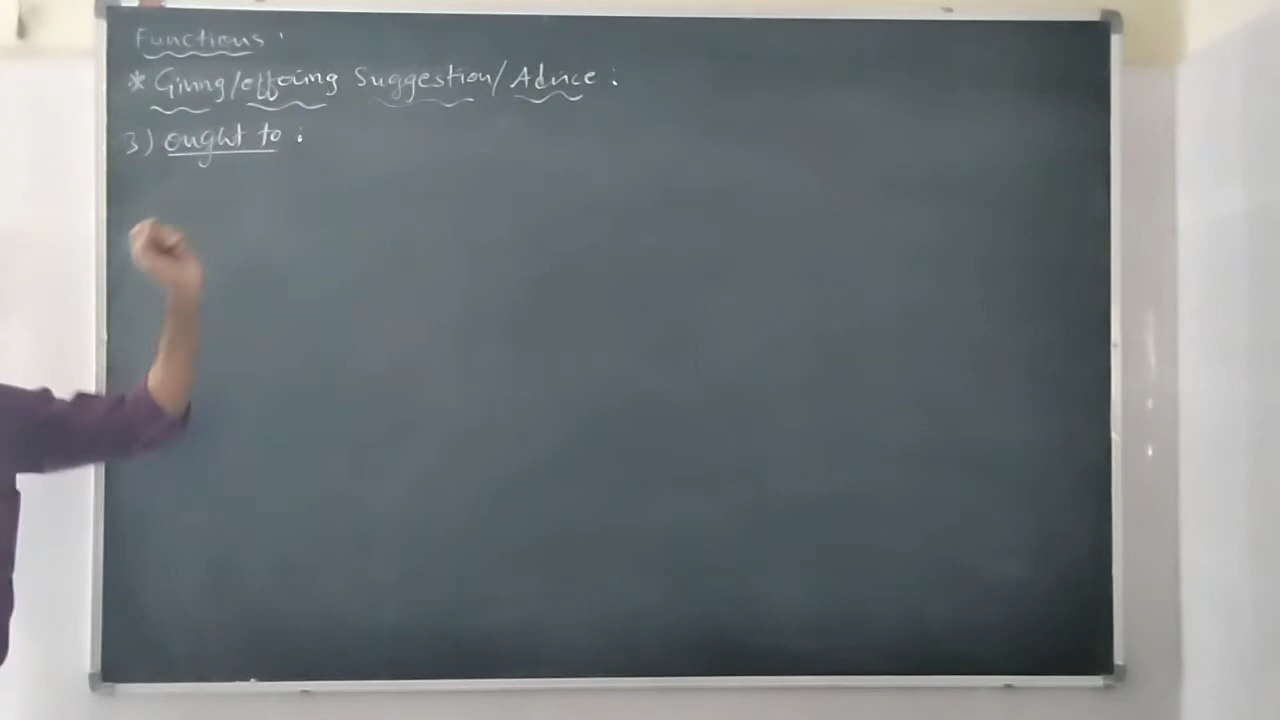 Functions :
* Giving/offering Suggestion/Advice :
3) ought to :